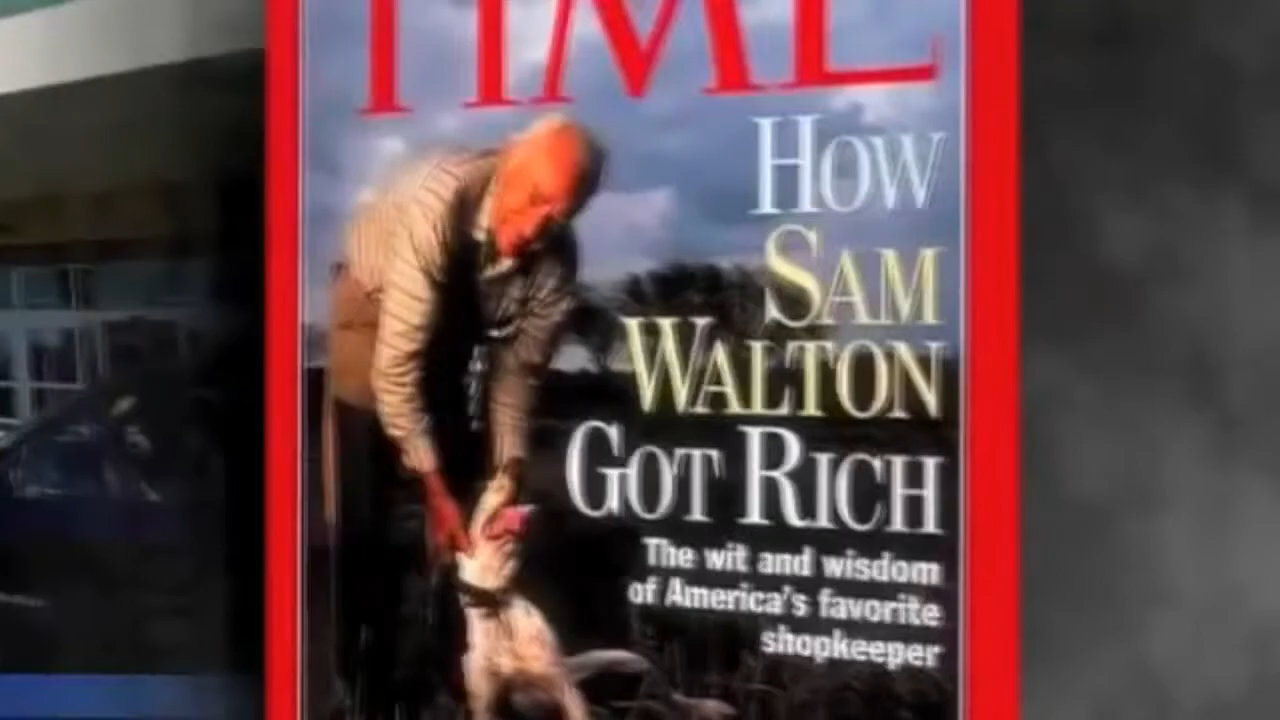 TIME
HOW
SAM
WALTON
GOT RICH
The wit and wisdom
of America's favorite
shopkeeper